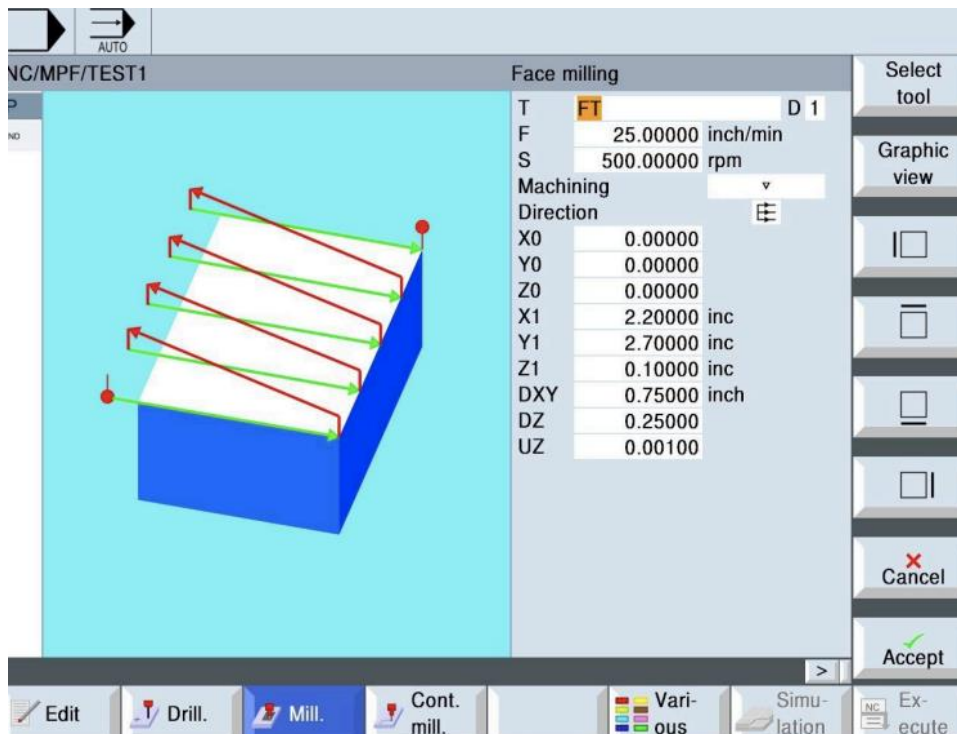 AUTO
NC/MPF/TEST1
Face milling
T FT D 1
F 25.00000 inch/min
S 500.00000 rpm
Machining ▿
Direction
X0 0.00000
Y0 0.00000
Z0 0.00000
X1 2.20000 inc
Y1 2.70000 inc
Z1 0.10000 inc
DXY 0.75000 inch
DZ 0.25000
UZ 0.00100
Select
tool
Graphic
view
Cancel
Accept
>
Edit
Drill.
Mill.
Cont.
mill.
Vari-
ous
Simu-
lation
NC
Ex-
ecute